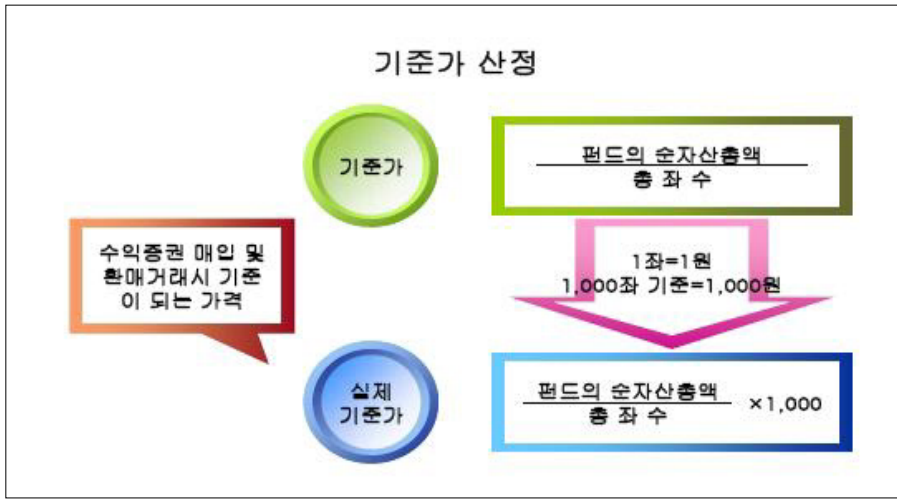 기준가 산정
기준가
펀드의 순자산총액
총 좌 수
수익증권 매입 및
환매거래시 기준
이 되는 가격
1좌=1원
1,000좌 기준=1,000원
실제
기준가
펀드의 순자산총액
총 좌 수
×1,000